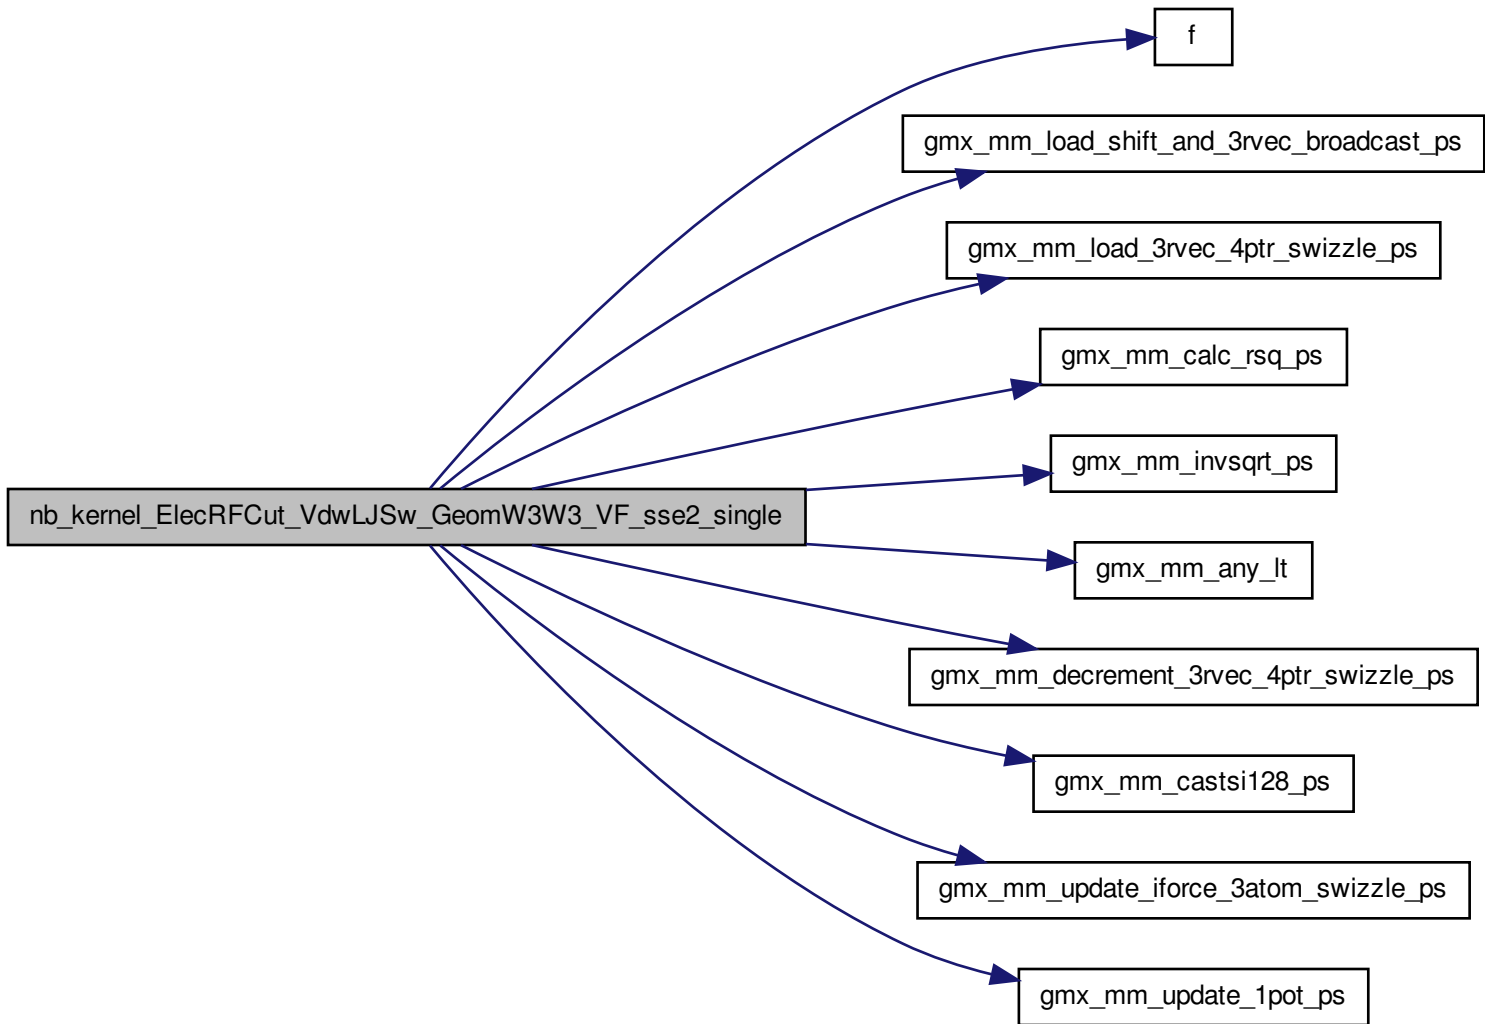 f
gmx_mm_load_shift_and_3rvec_broadcast_ps
gmx_mm_load_3rvec_4ptr_swizzle_ps
gmx_mm_calc_rsq_ps
gmx_mm_invsqrt_ps
nb_kernel_ElecRFCut_VdwLJSw_GeomW3W3_VF_sse2_single
gmx_mm_any_lt
gmx_mm_decrement_3rvec_4ptr_swizzle_ps
gmx_mm_castsi128_ps
gmx_mm_update_iforce_3atom_swizzle_ps
gmx_mm_update_1pot_ps